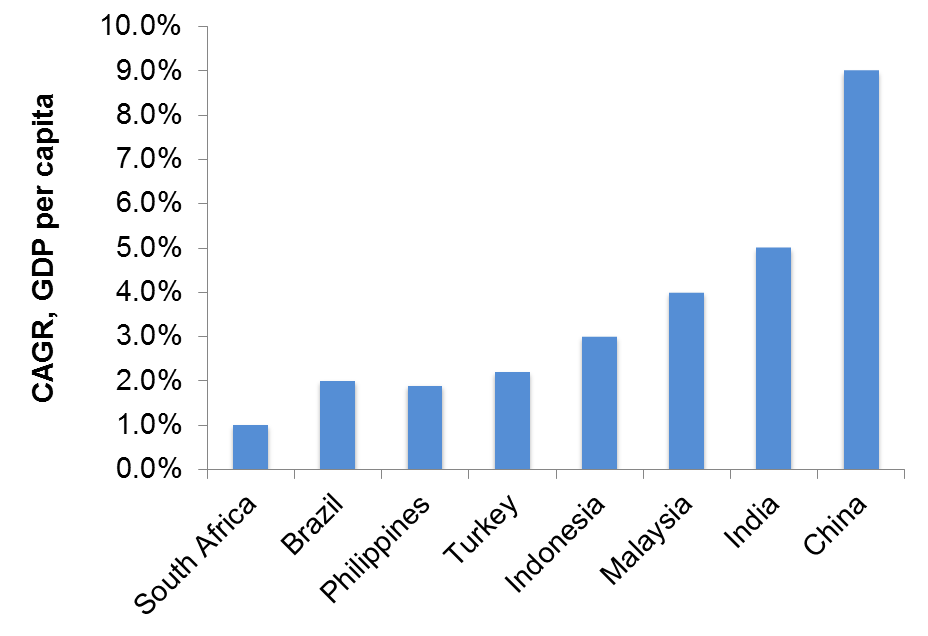 10.0%
9.0%
8.0%
7.0%
6.0%
5.0%
4.0%
3.0%
2.0%
1.0%
0.0%
CAGR, GDP per capita
South Africa
Brazil
Philippines
Turkey
Indonesia
Malaysia
India
China